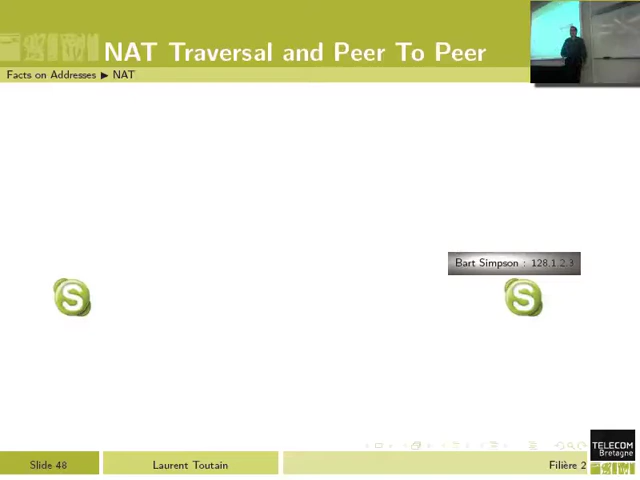 NAT Traversal and Peer To Peer
Facts on Addresses ▶ NAT
Bart Simpson : 128.1.2.3
S
S
TELECOM
Bretagne
Slide 48
Laurent Toutain
Filière 2